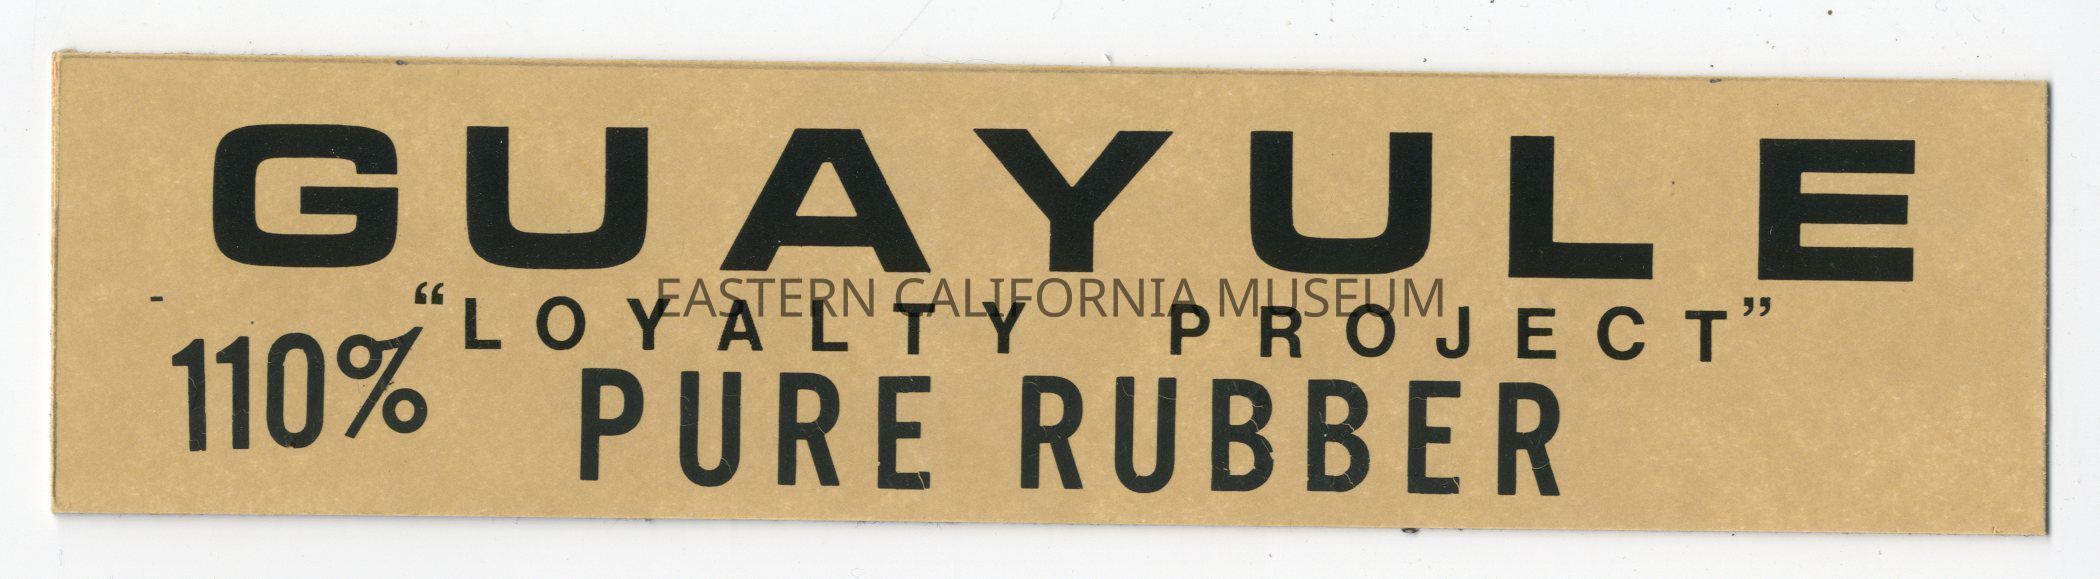 GUAYULE
EASTERN CALIFORNIA MUSEUM
“LOYALTY PROJECT”
110% PURE RUBBER